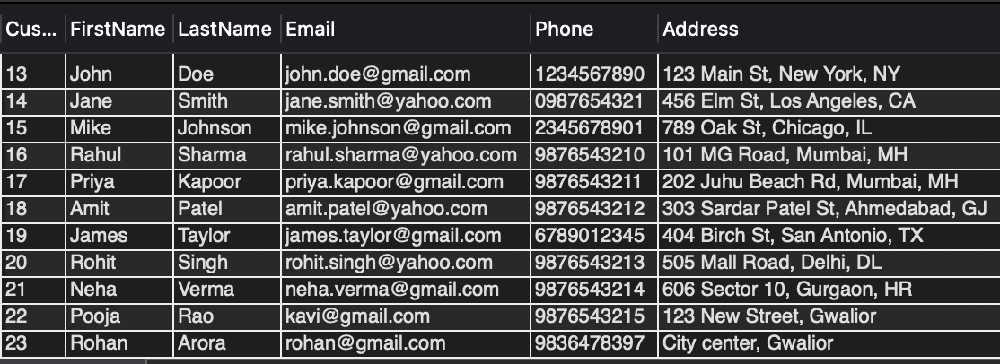 Cus... FirstName LastName Email Phone Address
13 John Doe john.doe@gmail.com 1234567890 123 Main St, New York, NY
14 Jane Smith jane.smith@yahoo.com 0987654321 456 Elm St, Los Angeles, CA
15 Mike Johnson mike.johnson@gmail.com 2345678901 789 Oak St, Chicago, IL
16 Rahul Sharma rahul.sharma@yahoo.com 9876543210 101 MG Road, Mumbai, MH
17 Priya Kapoor priya.kapoor@gmail.com 9876543211 202 Juhu Beach Rd, Mumbai, MH
18 Amit Patel amit.patel@yahoo.com 9876543212 303 Sardar Patel St, Ahmedabad, GJ
19 James Taylor james.taylor@gmail.com 6789012345 404 Birch St, San Antonio, TX
20 Rohit Singh rohit.singh@yahoo.com 9876543213 505 Mall Road, Delhi, DL
21 Neha Verma neha.verma@gmail.com 9876543214 606 Sector 10, Gurgaon, HR
22 Pooja Rao kavi@gmail.com 9876543215 123 New Street, Gwalior
23 Rohan Arora rohan@gmail.com 9836478397 City center, Gwalior